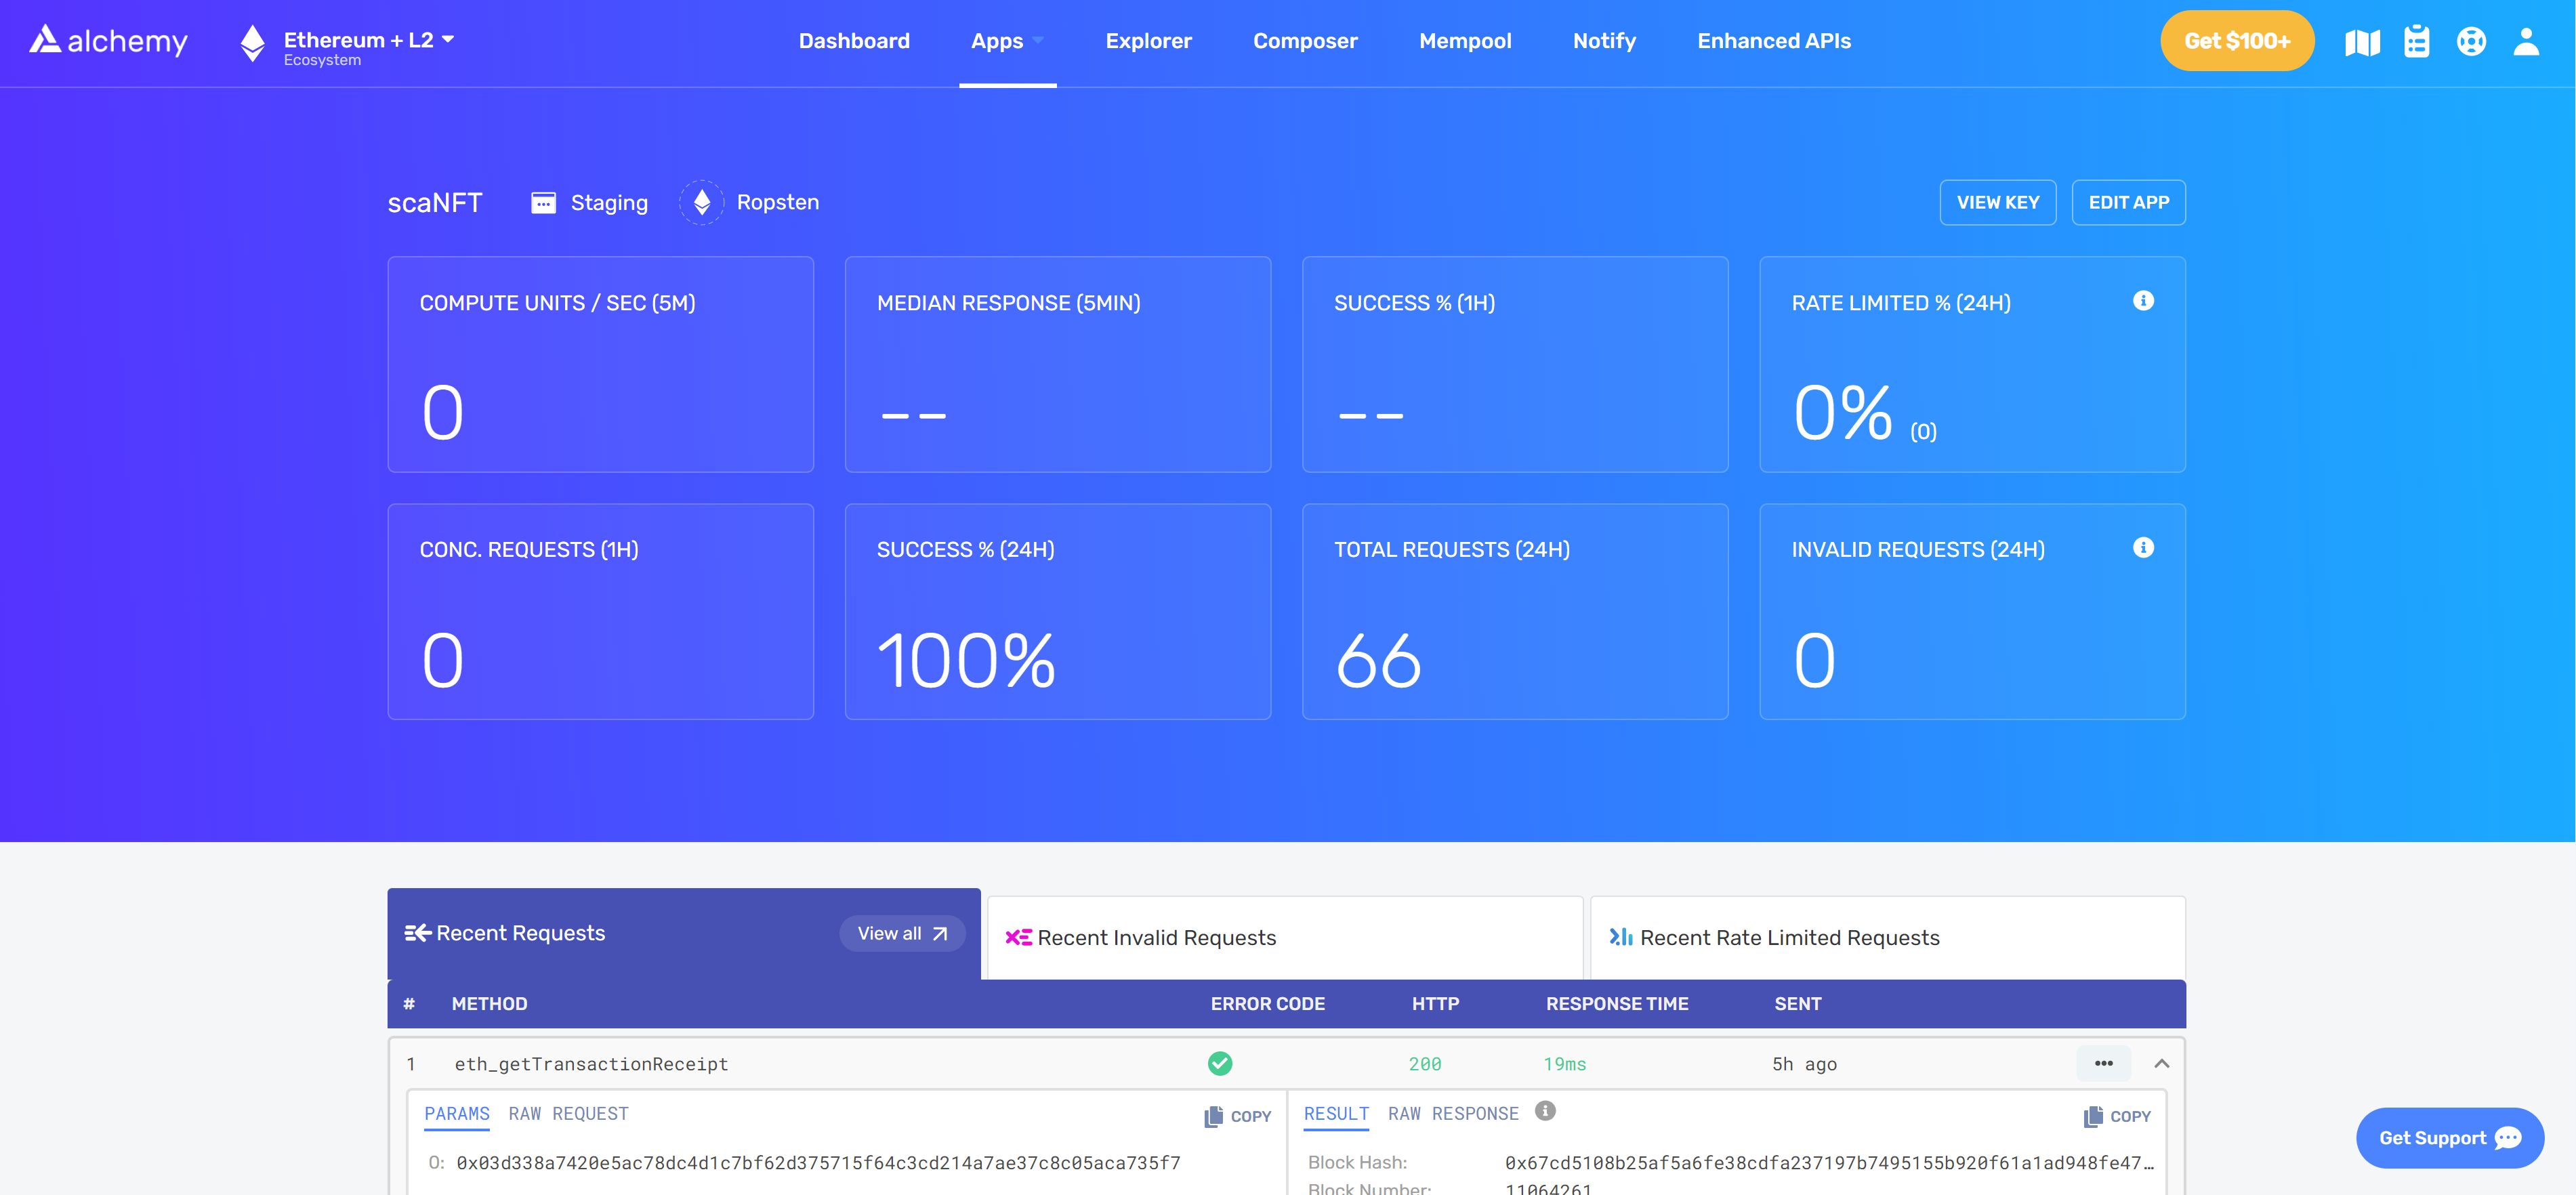 alchemy
Ethereum + L2
Ecosystem
Dashboard
Apps
Explorer
Composer
Mempool
Notify
Enhanced APIs
Get $100+
scaNFT
Staging
Ropsten
VIEW KEY
EDIT APP
COMPUTE UNITS / SEC (5M)
0
MEDIAN RESPONSE (5MIN)
--
SUCCESS % (1H)
--
RATE LIMITED % (24H)
0% (0)
CONC. REQUESTS (1H)
0
SUCCESS % (24H)
100%
TOTAL REQUESTS (24H)
66
INVALID REQUESTS (24H)
0
Recent Requests
View all
Recent Invalid Requests
Recent Rate Limited Requests
# METHOD ERROR CODE HTTP RESPONSE TIME SENT
1 eth_getTransactionReceipt 200 19ms 5h ago
PARAMS RAW REQUEST COPY
RESULT RAW RESPONSE COPY
0: 0x03d338a7420e5ac78dc4d1c7bf62d375715f64c3cd214a7ae37c8c05aca735f7
Block Hash: 0x67cd5108b25af5a6fe38cdfa237197b7495155b920f61a1ad948fe47…
Block Number: 11064261
Get Support